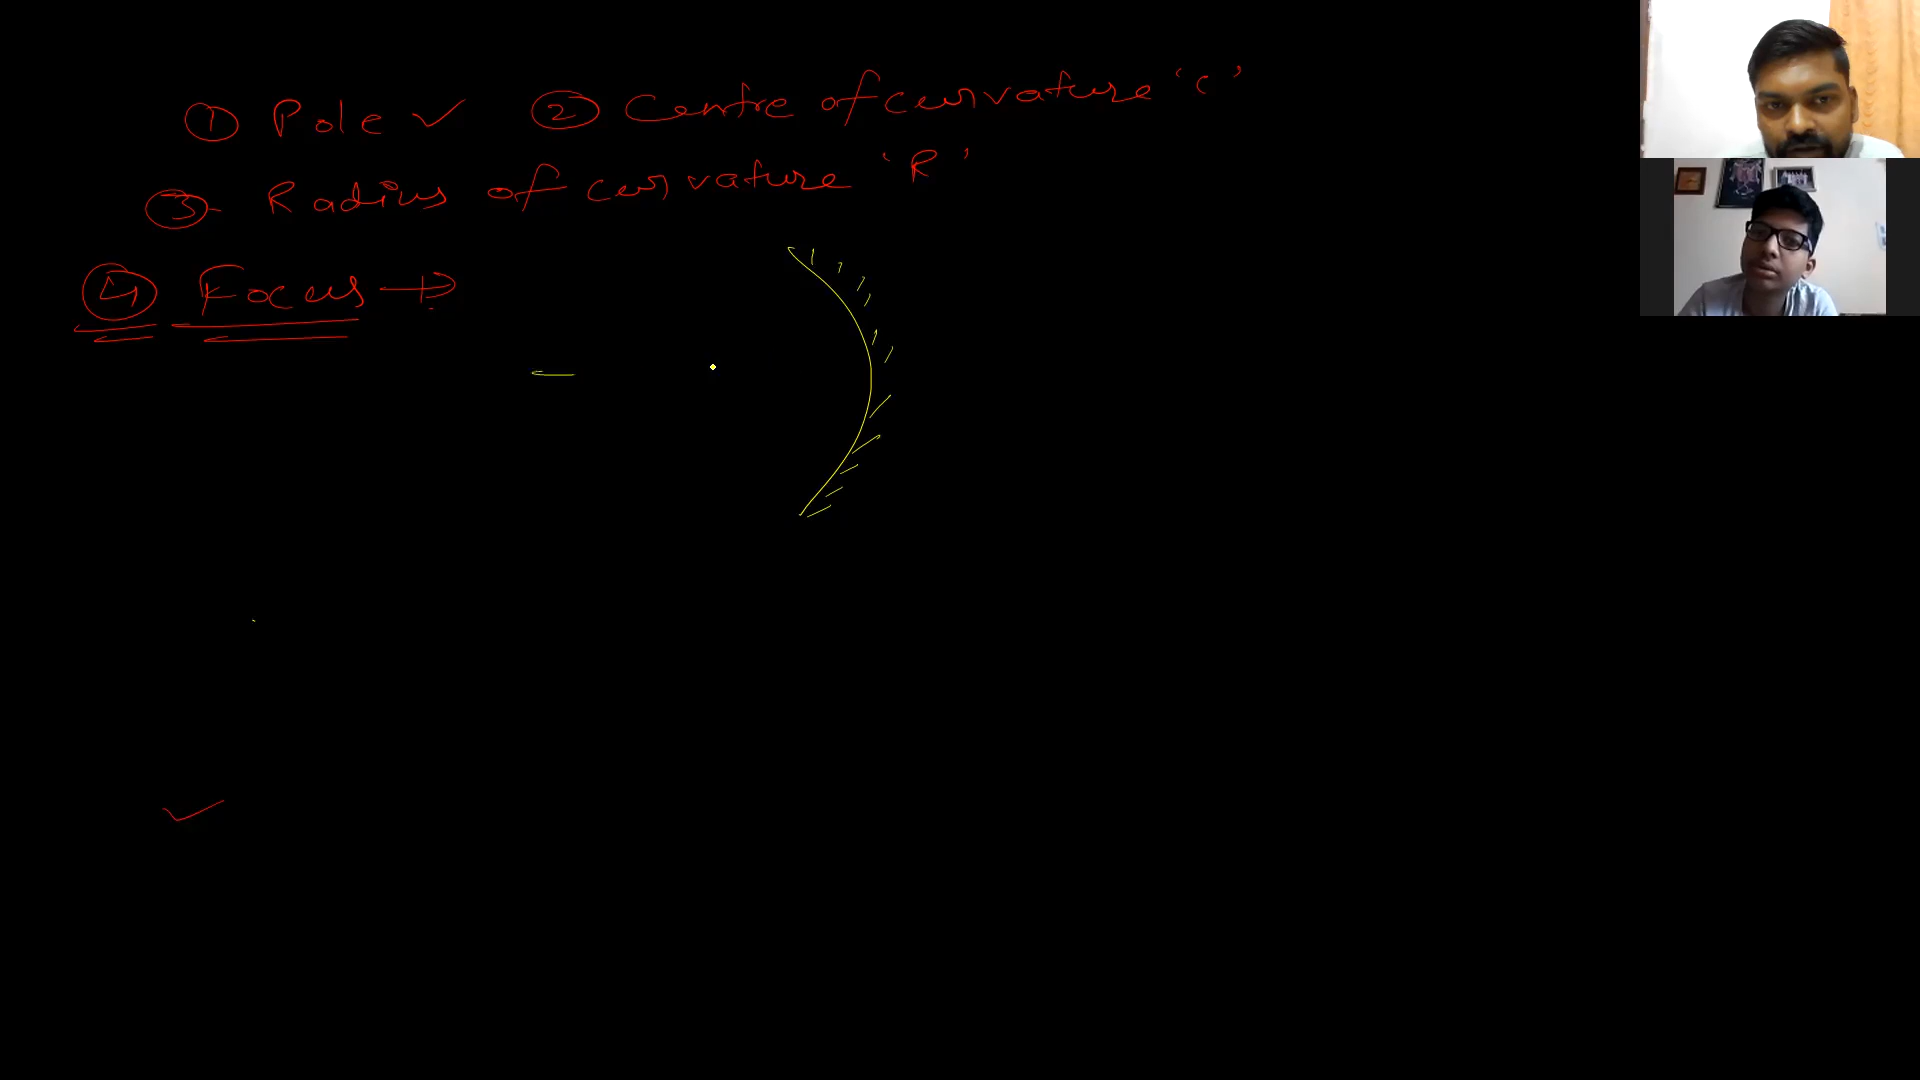 ① Pole ✓ ② Centre of curvature 'c'
③ Radius of curvature 'R'
④ Focus →